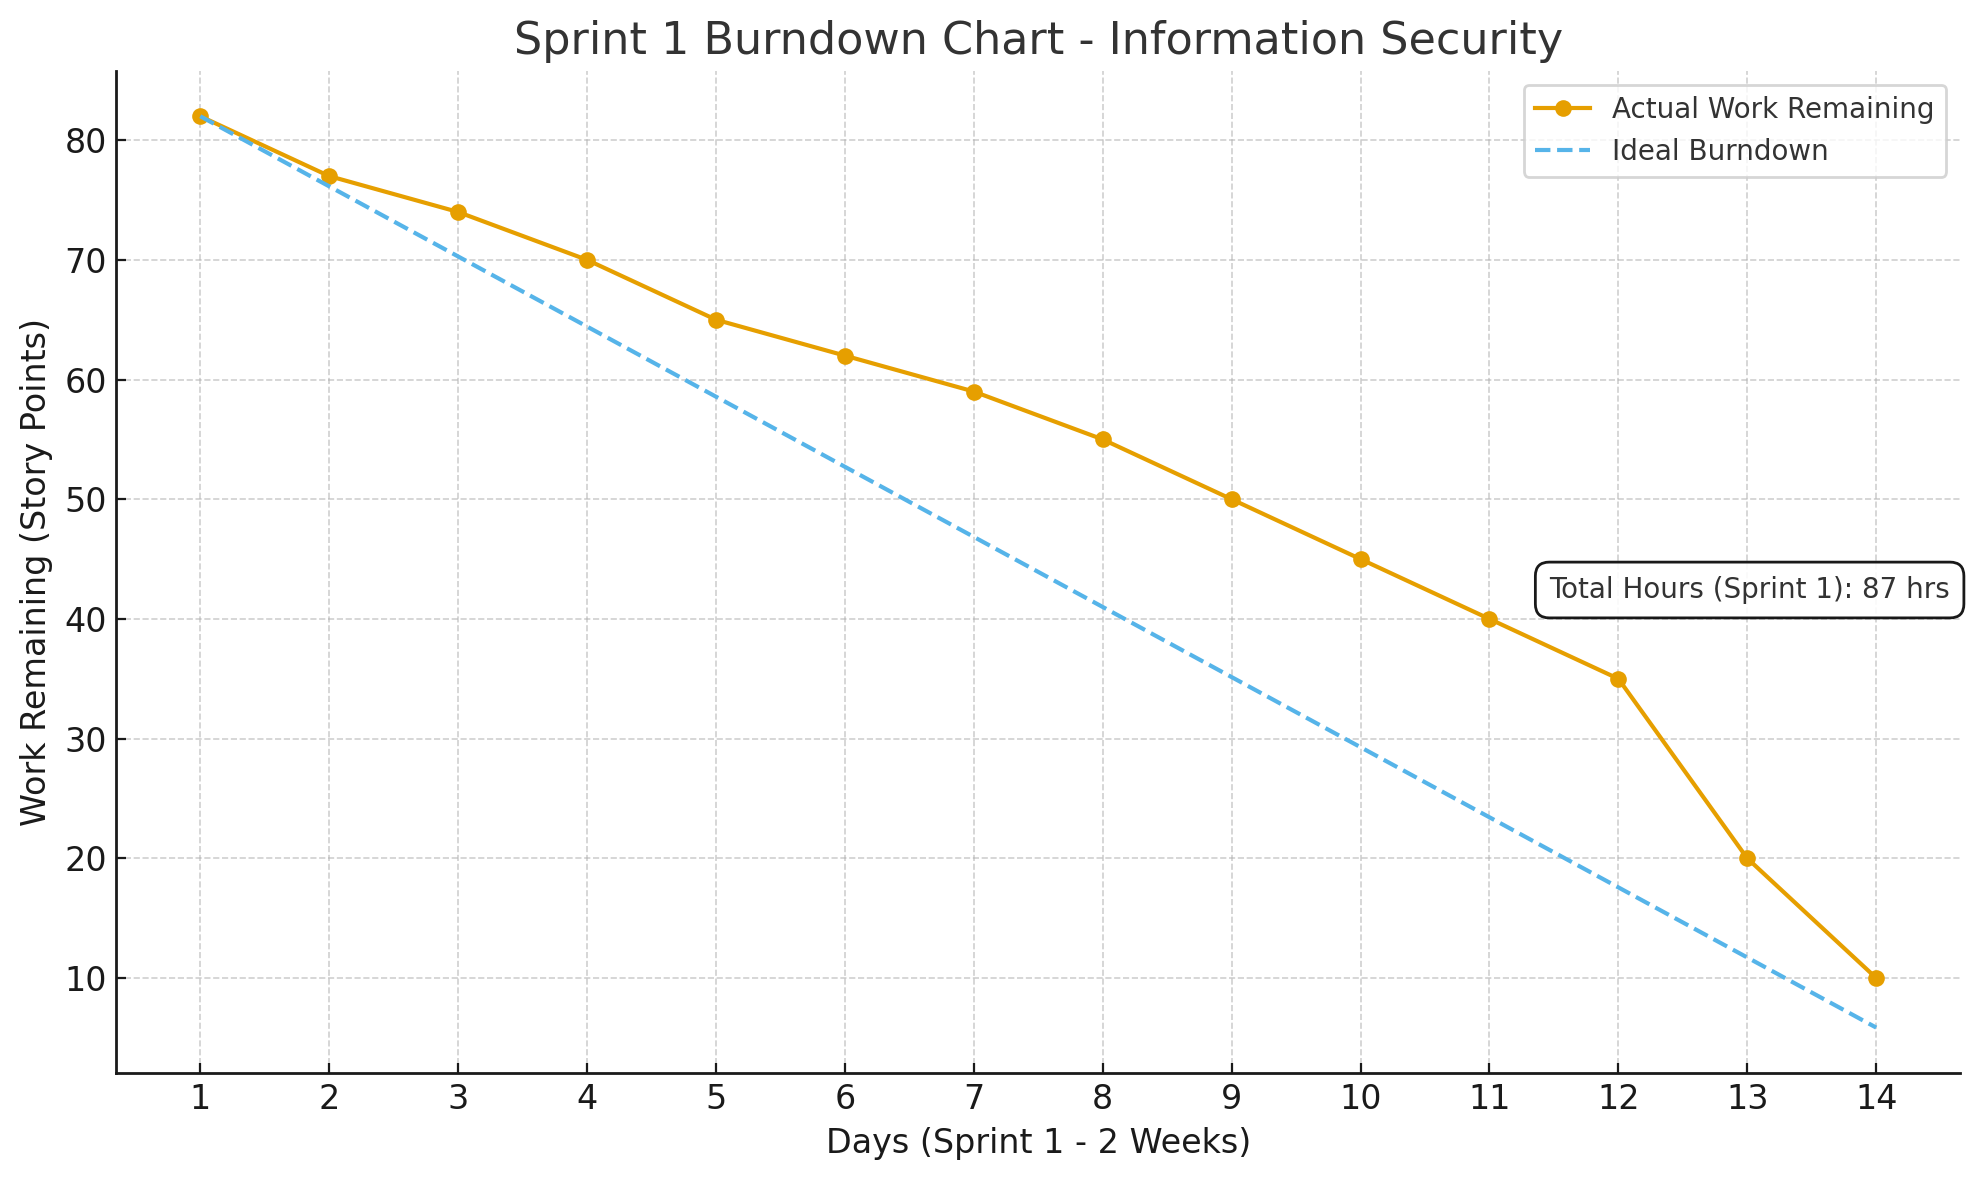 Sprint 1 Burndown Chart - Information Security
Actual Work Remaining
Ideal Burndown
Work Remaining (Story Points)
80
70
60
50
40
30
20
10
Total Hours (Sprint 1): 87 hrs
1 2 3 4 5 6 7 8 9 10 11 12 13 14
Days (Sprint 1 - 2 Weeks)